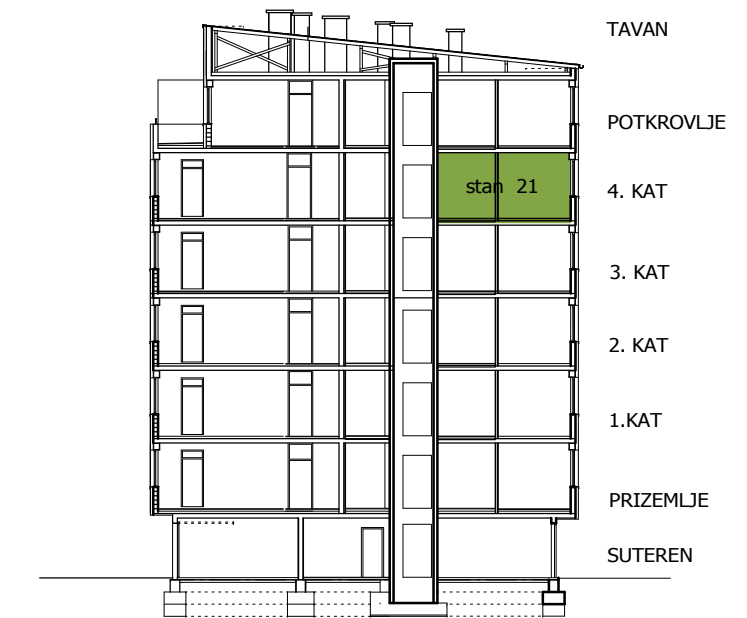 TAVAN
POTKROVLJE
stan 21
4. KAT
3. KAT
2. KAT
1.KAT
PRIZEMLJE
SUTEREN